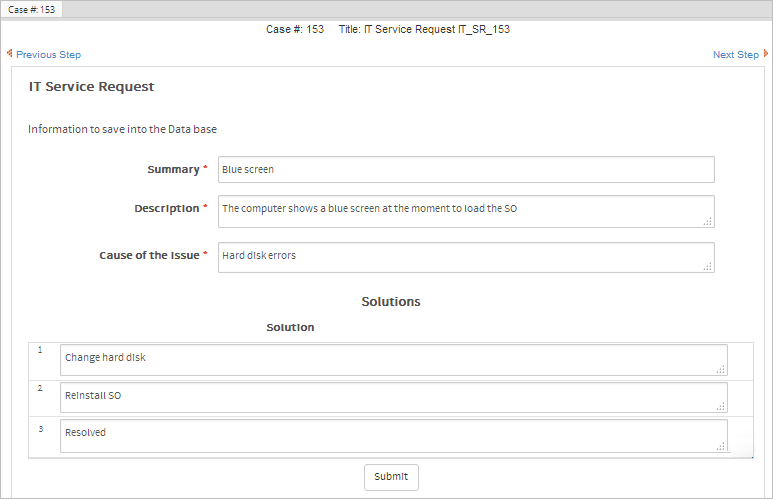 Case #: 153
Case #: 153 Title: IT Service Request IT_SR_153
Previous Step Next Step
IT Service Request
Information to save into the Data base
Summary * Blue screen
Description * The computer shows a blue screen at the moment to load the SO
Cause of the Issue * Hard disk errors
Solutions
Solution
1 Change hard disk
2 Reinstall SO
3 Resolved
Submit